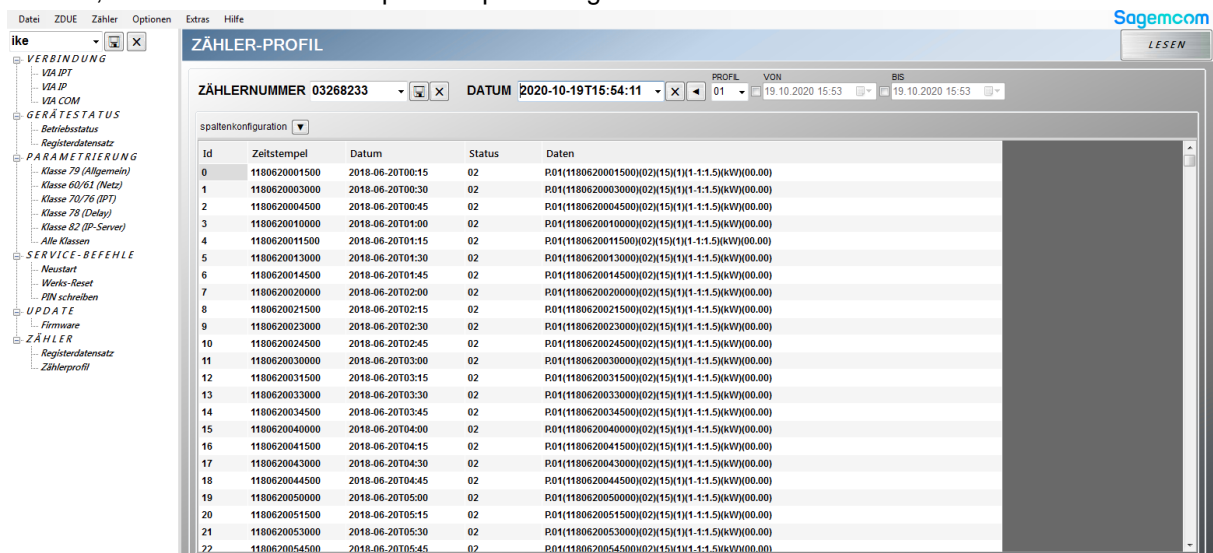 Datei ZDUE Zähler Optionen Extras Hilfe
Sagemcom
ike
ZÄHLER-PROFIL
LESEN
VERBINDUNG
VIA IPT
VIA IP
VIA COM
GERÄTESTATUS
Betriebsstatus
Registerdatensatz
PARAMETRIERUNG
Klasse 79 (Allgemein)
Klasse 60/61 (Netz)
Klasse 70/76 (IPT)
Klasse 78 (Delay)
Klasse 82 (IP-Server)
Alle Klassen
SERVICE-BEFEHLE
Neustart
Werks-Reset
PIN schreiben
UPDATE
Firmware
ZÄHLER
Registerdatensatz
Zählerprofil
PROFIL VON BIS
ZÄHLERNUMMER 03268233 DATUM 2020-10-19T15:54:11 01 19.10.2020 15:53 19.10.2020 15:53
spaltenkonfiguration
Id Zeitstempel Datum Status Daten
0 1180620001500 2018-06-20T00:15 02 P.01(1180620001500)(02)(15)(1)(1-1:1.5)(kW)(00.00)
1 1180620003000 2018-06-20T00:30 02 P.01(1180620003000)(02)(15)(1)(1-1:1.5)(kW)(00.00)
2 1180620004500 2018-06-20T00:45 02 P.01(1180620004500)(02)(15)(1)(1-1:1.5)(kW)(00.00)
3 1180620010000 2018-06-20T01:00 02 P.01(1180620010000)(02)(15)(1)(1-1:1.5)(kW)(00.00)
4 1180620011500 2018-06-20T01:15 02 P.01(1180620011500)(02)(15)(1)(1-1:1.5)(kW)(00.00)
5 1180620013000 2018-06-20T01:30 02 P.01(1180620013000)(02)(15)(1)(1-1:1.5)(kW)(00.00)
6 1180620014500 2018-06-20T01:45 02 P.01(1180620014500)(02)(15)(1)(1-1:1.5)(kW)(00.00)
7 1180620020000 2018-06-20T02:00 02 P.01(1180620020000)(02)(15)(1)(1-1:1.5)(kW)(00.00)
8 1180620021500 2018-06-20T02:15 02 P.01(1180620021500)(02)(15)(1)(1-1:1.5)(kW)(00.00)
9 1180620023000 2018-06-20T02:30 02 P.01(1180620023000)(02)(15)(1)(1-1:1.5)(kW)(00.00)
10 1180620024500 2018-06-20T02:45 02 P.01(1180620024500)(02)(15)(1)(1-1:1.5)(kW)(00.00)
11 1180620030000 2018-06-20T03:00 02 P.01(1180620030000)(02)(15)(1)(1-1:1.5)(kW)(00.00)
12 1180620031500 2018-06-20T03:15 02 P.01(1180620031500)(02)(15)(1)(1-1:1.5)(kW)(00.00)
13 1180620033000 2018-06-20T03:30 02 P.01(1180620033000)(02)(15)(1)(1-1:1.5)(kW)(00.00)
14 1180620034500 2018-06-20T03:45 02 P.01(1180620034500)(02)(15)(1)(1-1:1.5)(kW)(00.00)
15 1180620040000 2018-06-20T04:00 02 P.01(1180620040000)(02)(15)(1)(1-1:1.5)(kW)(00.00)
16 1180620041500 2018-06-20T04:15 02 P.01(1180620041500)(02)(15)(1)(1-1:1.5)(kW)(00.00)
17 1180620043000 2018-06-20T04:30 02 P.01(1180620043000)(02)(15)(1)(1-1:1.5)(kW)(00.00)
18 1180620044500 2018-06-20T04:45 02 P.01(1180620044500)(02)(15)(1)(1-1:1.5)(kW)(00.00)
19 1180620050000 2018-06-20T05:00 02 P.01(1180620050000)(02)(15)(1)(1-1:1.5)(kW)(00.00)
20 1180620051500 2018-06-20T05:15 02 P.01(1180620051500)(02)(15)(1)(1-1:1.5)(kW)(00.00)
21 1180620053000 2018-06-20T05:30 02 P.01(1180620053000)(02)(15)(1)(1-1:1.5)(kW)(00.00)
22 1180620054500 2018-06-20T05:45 02 P.01(1180620054500)(02)(15)(1)(1-1:1.5)(kW)(00.00)